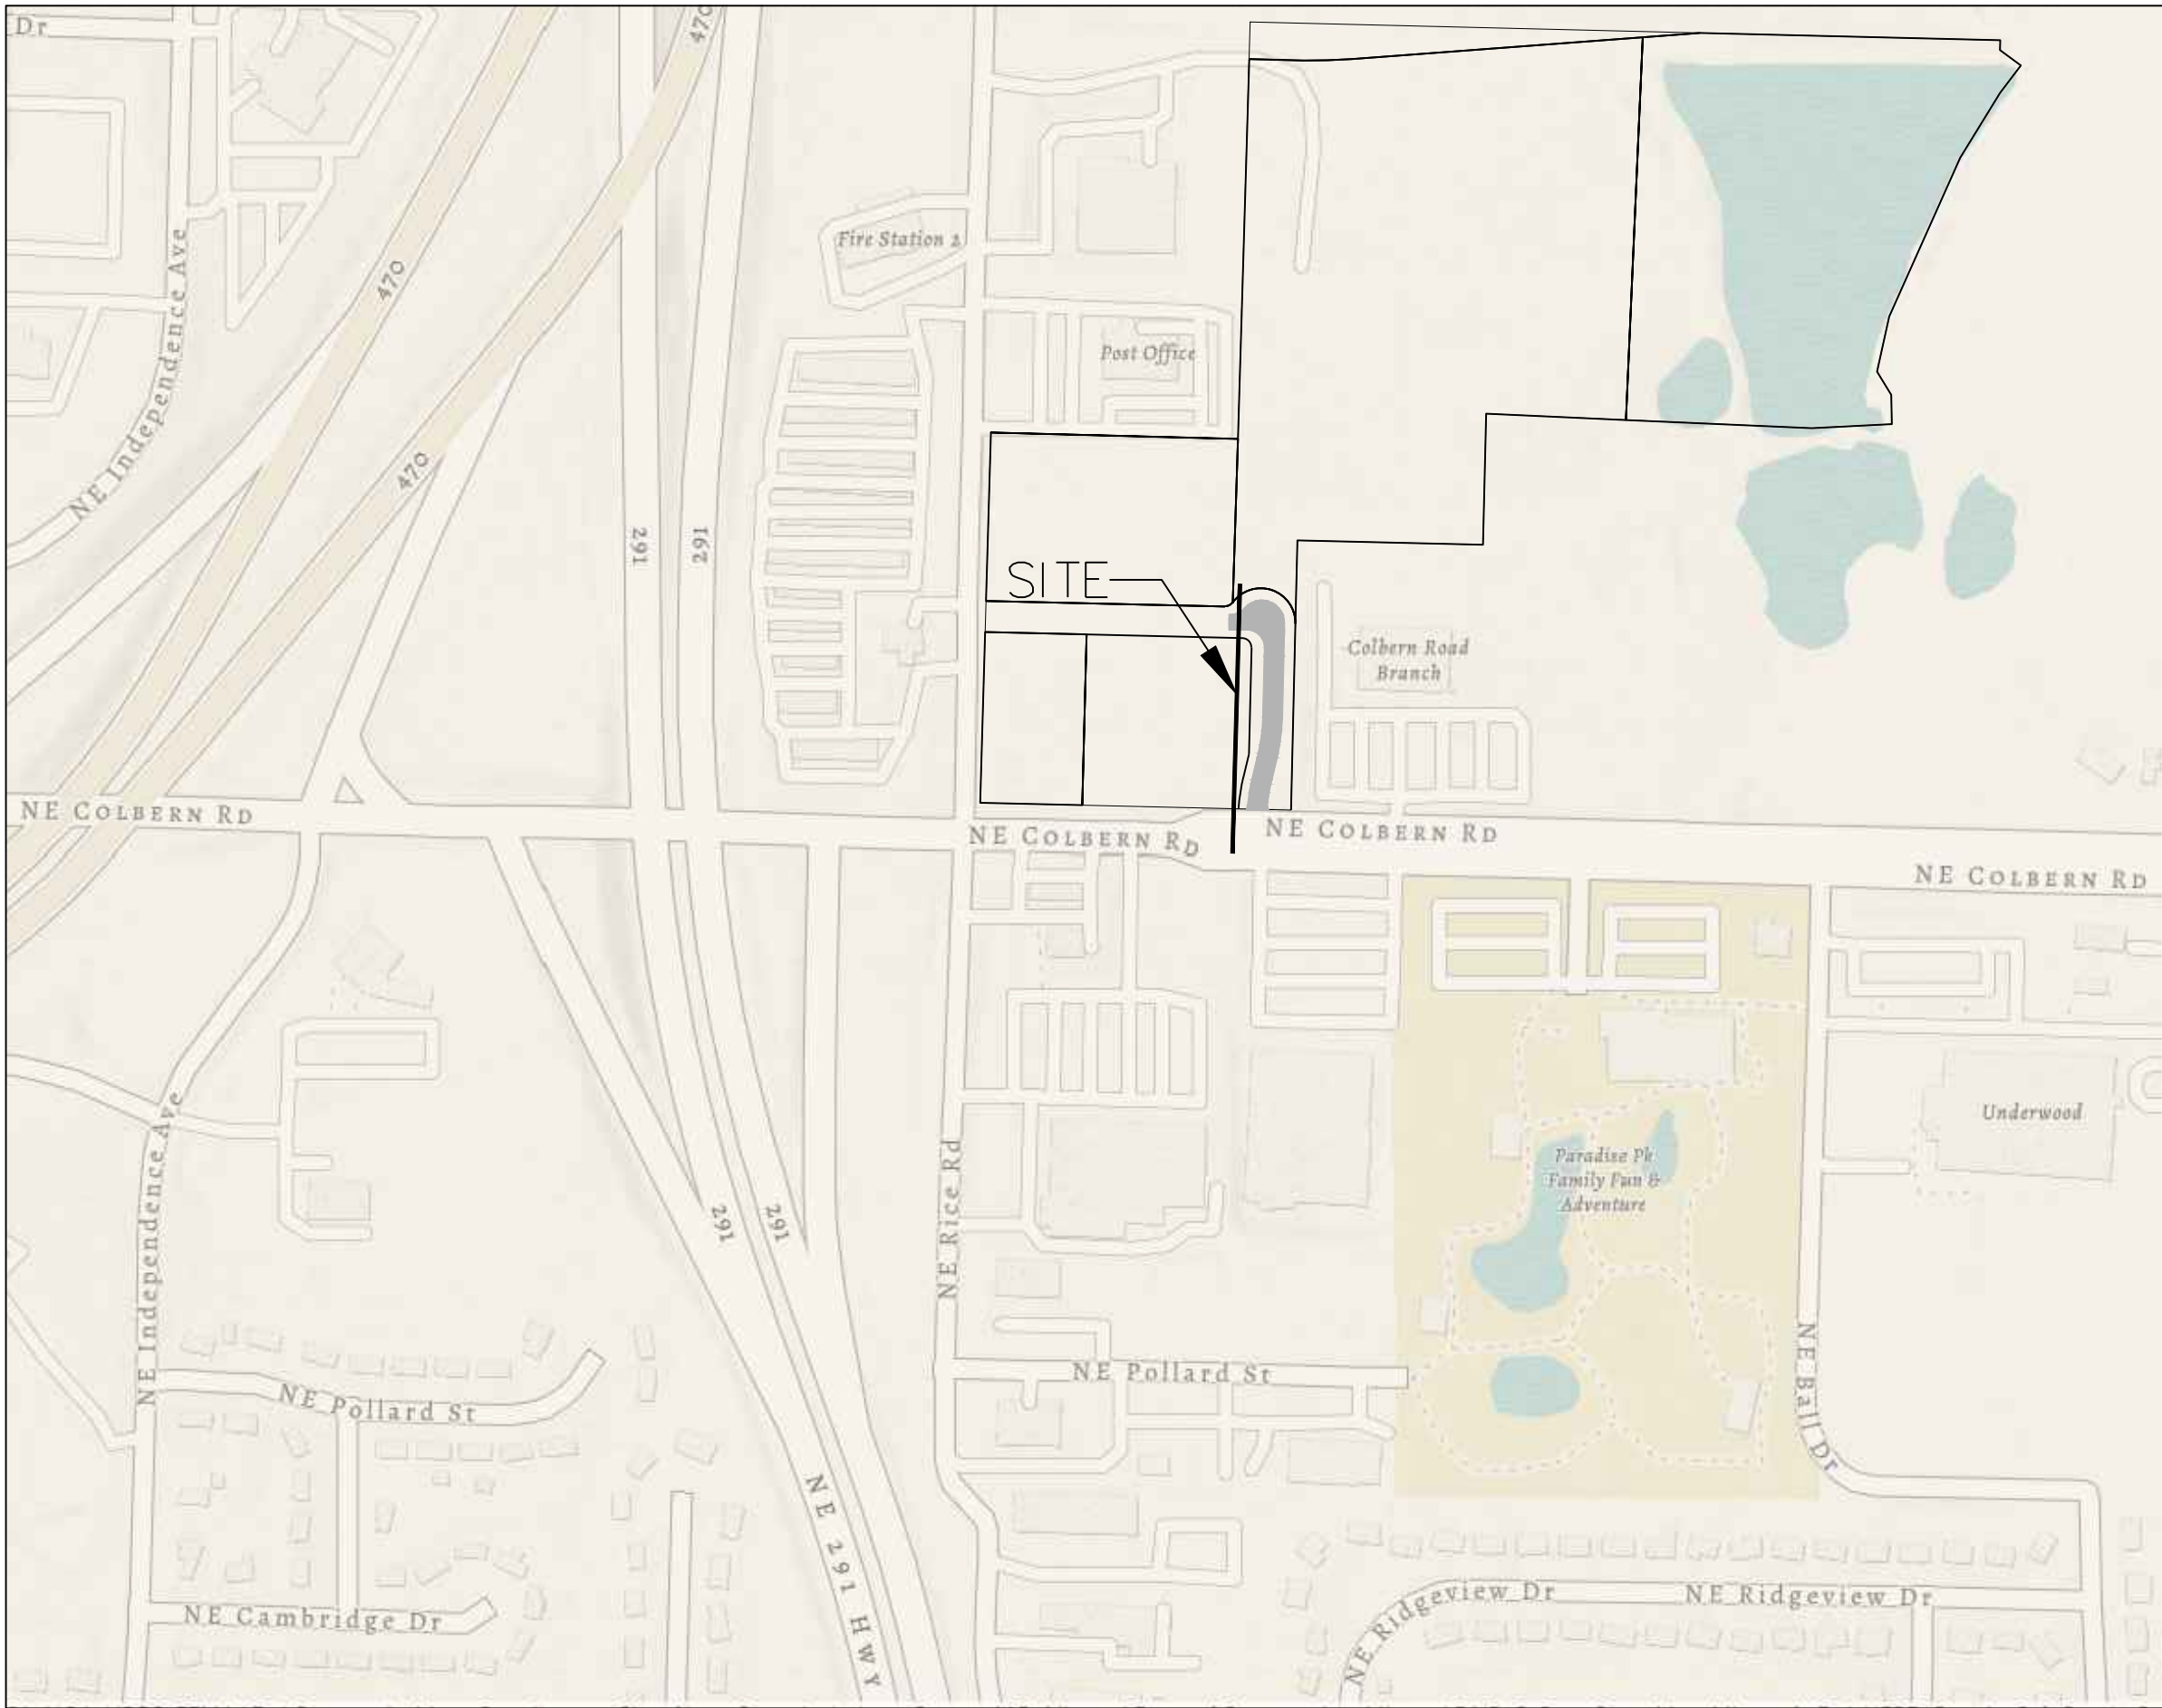 Dr
470
Fire Station 2
NE Independence Ave
470
Post Office
470
291
291
SITE
Colbern Road
Branch
NE COLBERN RD
NE COLBERN RD
NE COLBERN RD
NE COLBERN RD
NE Independence Ave
Underwood
Paradise Pk
Family Fun &
Adventure
NE Rice Rd
291
291
NE Pollard St
NE Pollard St
NE Ball Dr
NE 291 HWY
NE Cambridge Dr
NE Ridgeview Dr
NE Ridgeview Dr